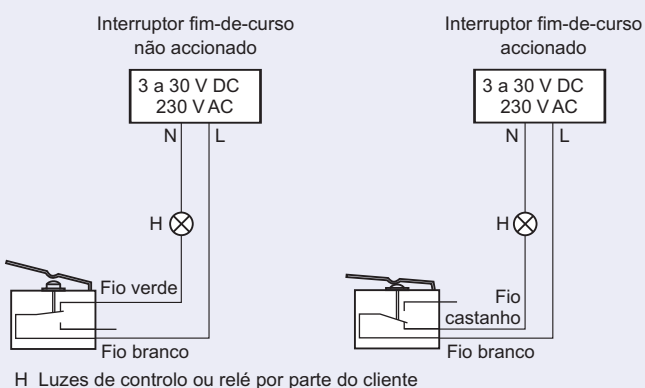 Interruptor fim-de-curso
não accionado
3 a 30 V DC
230 V AC
N
L
H
Fio verde
Fio branco
Interruptor fim-de-curso
accionado
3 a 30 V DC
230 V AC
N
L
H
Fio
castanho
Fio branco
H Luzes de controlo ou relé por parte do cliente